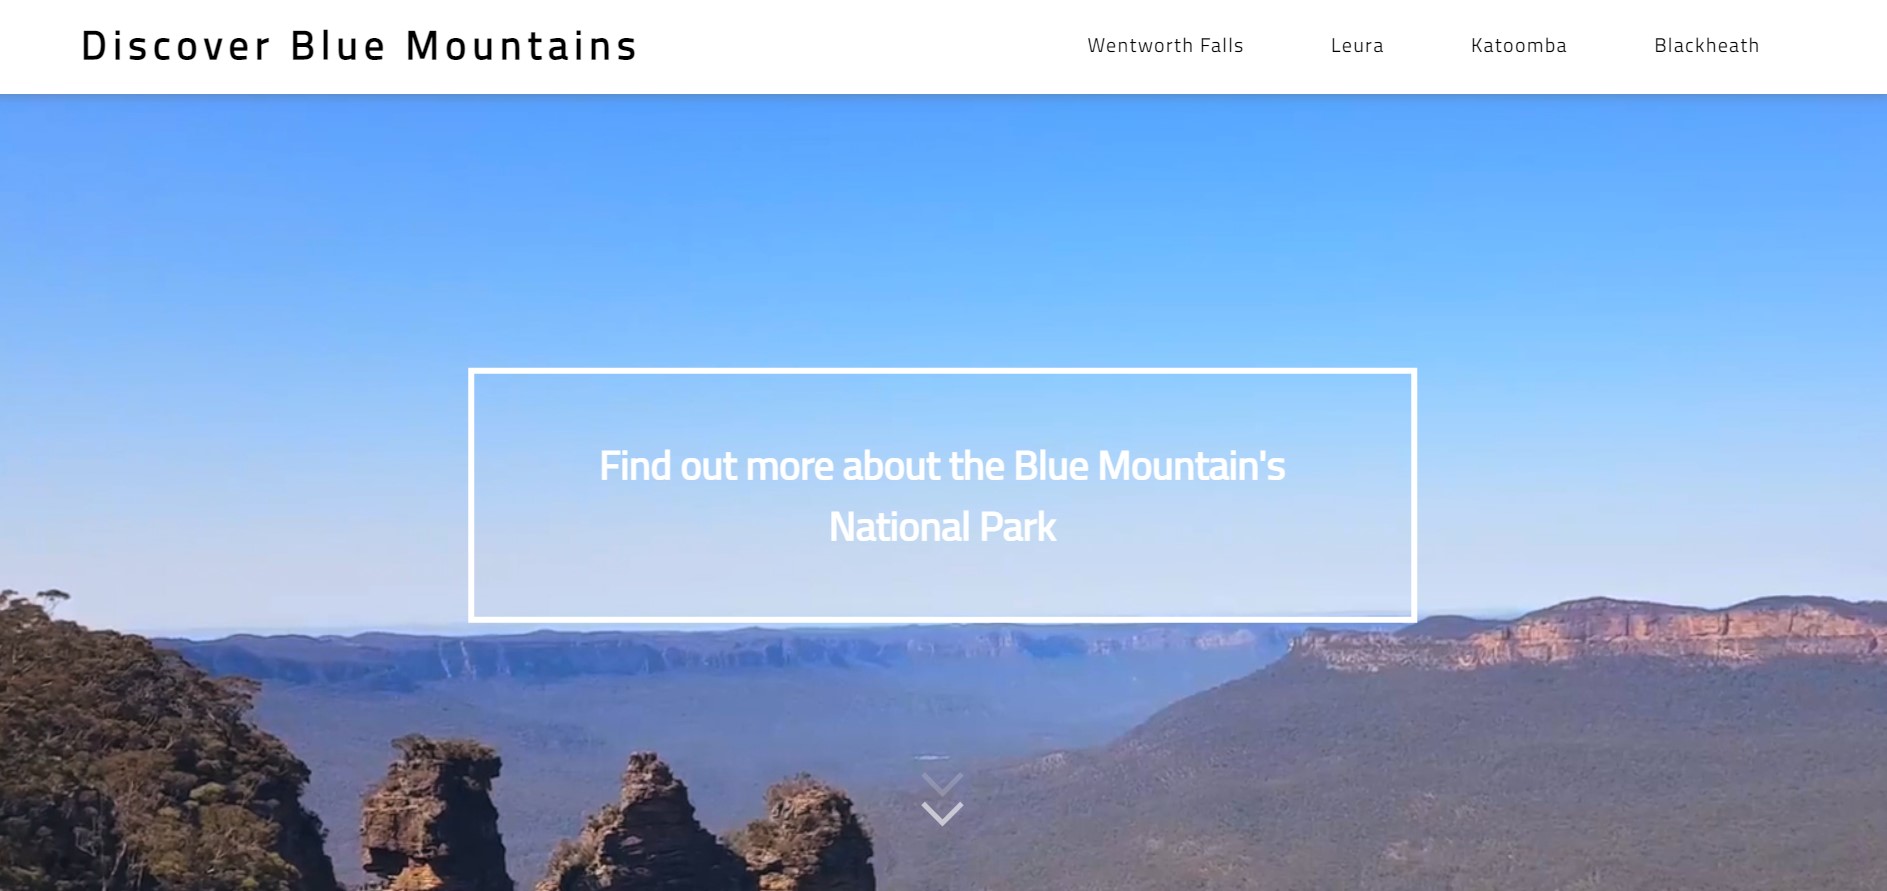 Discover Blue Mountains
Wentworth Falls
Leura
Katoomba
Blackheath
Find out more about the Blue Mountain's
National Park